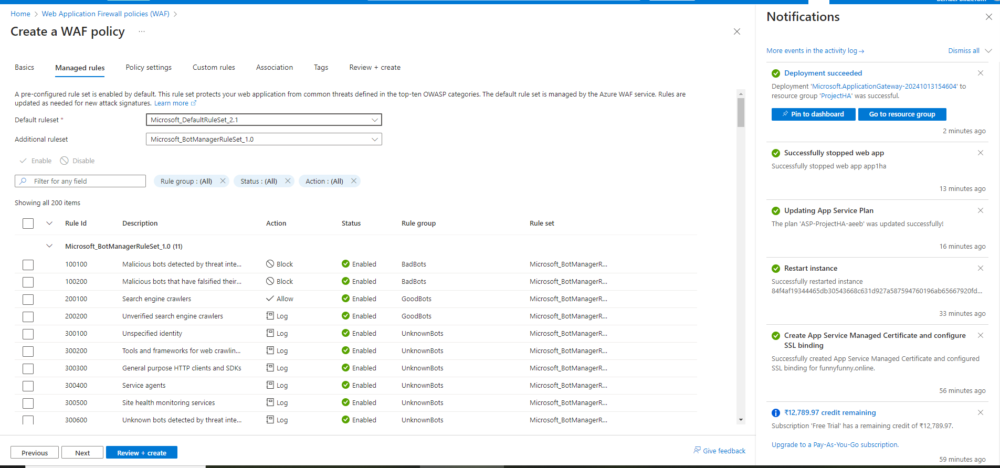 Home > Web Application Firewall policies (WAF) >
Create a WAF policy ...
Basics Managed rules Policy settings Custom rules Association Tags Review + create
A pre-configured rule set is enabled by default. This rule set protects your web application from common threats defined in the top-ten OWASP categories. The default rule set is managed by the Azure WAF service. Rules are
updated as needed for new attack signatures. Learn more
Default ruleset * Microsoft_DefaultRuleSet_2.1
Additional ruleset Microsoft_BotManagerRuleSet_1.0
Enable Disable
Filter for any field Rule group : (All) Status : (All) Action : (All)
Showing all 200 items
Rule Id Description Action Status Rule group Rule set
Microsoft_BotManagerRuleSet_1.0 (11)
100100 Malicious bots detected by threat inte... Block Enabled BadBots Microsoft_BotManagerR...
100200 Malicious bots that have falsified their... Block Enabled BadBots Microsoft_BotManagerR...
200100 Search engine crawlers Allow Enabled GoodBots Microsoft_BotManagerR...
200200 Unverified search engine crawlers Log Enabled GoodBots Microsoft_BotManagerR...
300100 Unspecified identity Log Enabled UnknownBots Microsoft_BotManagerR...
300200 Tools and frameworks for web crawlin... Log Enabled UnknownBots Microsoft_BotManagerR...
300300 General purpose HTTP clients and SDKs Log Enabled UnknownBots Microsoft_BotManagerR...
300400 Service agents Log Enabled UnknownBots Microsoft_BotManagerR...
300500 Site health monitoring services Log Enabled UnknownBots Microsoft_BotManagerR...
300600 Unknown bots detected by threat inte... Log Enabled UnknownBots Microsoft_BotManagerR...
Previous Next Review + create Give feedback
Notifications
More events in the activity log → Dismiss all
Deployment succeeded
Deployment 'Microsoft.ApplicationGateway-20241013154604' to
resource group 'ProjectHA' was successful.
Pin to dashboard Go to resource group
2 minutes ago
Successfully stopped web app
Successfully stopped web app app1ha
13 minutes ago
Updating App Service Plan
The plan 'ASP-ProjectHA-aeeb' was updated successfully!
16 minutes ago
Restart instance
Successfully restarted instance
84f4af19344465db30543668c631d927a587594760196ab65667920fd...
33 minutes ago
Create App Service Managed Certificate and configure
SSL binding
Successfully created App Service Managed Certificate and configured
SSL binding for funnyfunny.online.
56 minutes ago
₹12,789.97 credit remaining
Subscription 'Free Trial' has a remaining credit of ₹12,789.97.
Upgrade to a Pay-As-You-Go subscription.
59 minutes ago